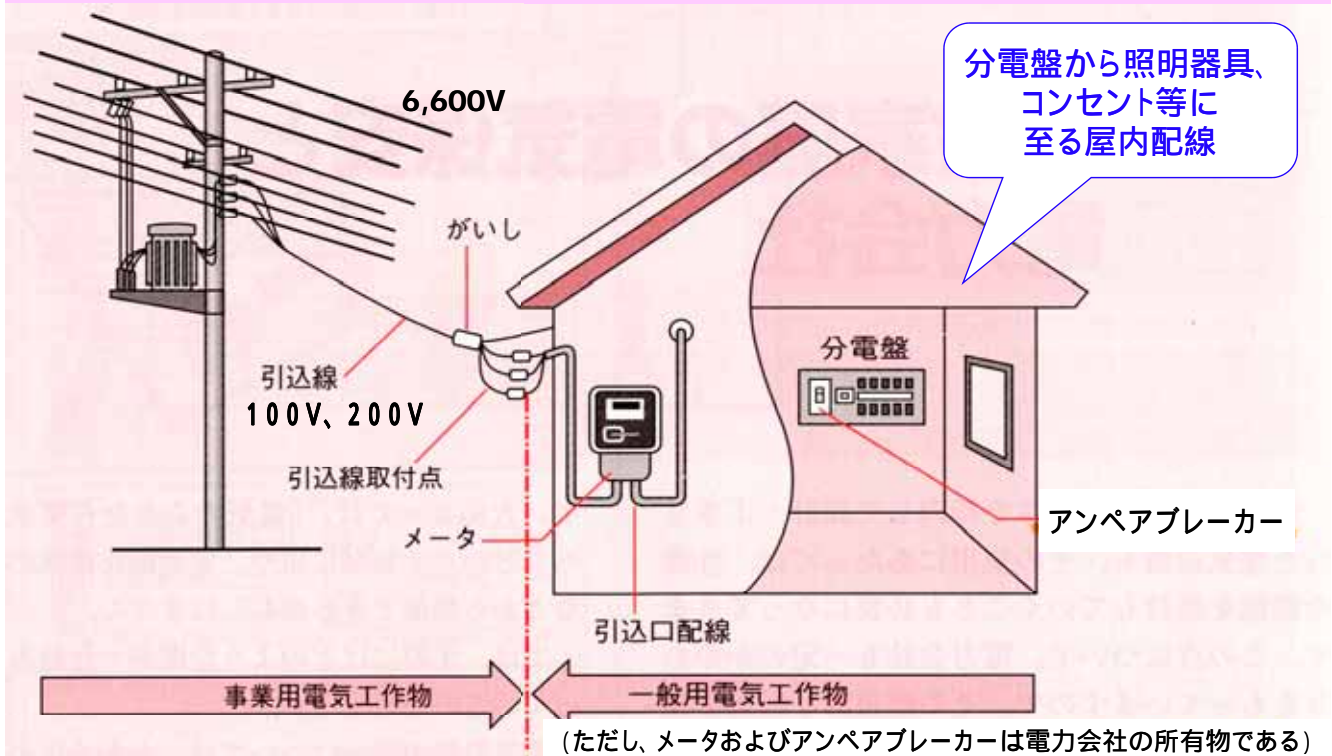 6,600V
分電盤から照明器具、
コンセント等に
至る屋内配線
がいし
引込線
100V、200V
分電盤
引込線取付点
メータ
アンペアブレーカー
引込口配線
事業用電気工作物
一般用電気工作物
(ただし、メータおよびアンペアブレーカーは電力会社の所有物である)